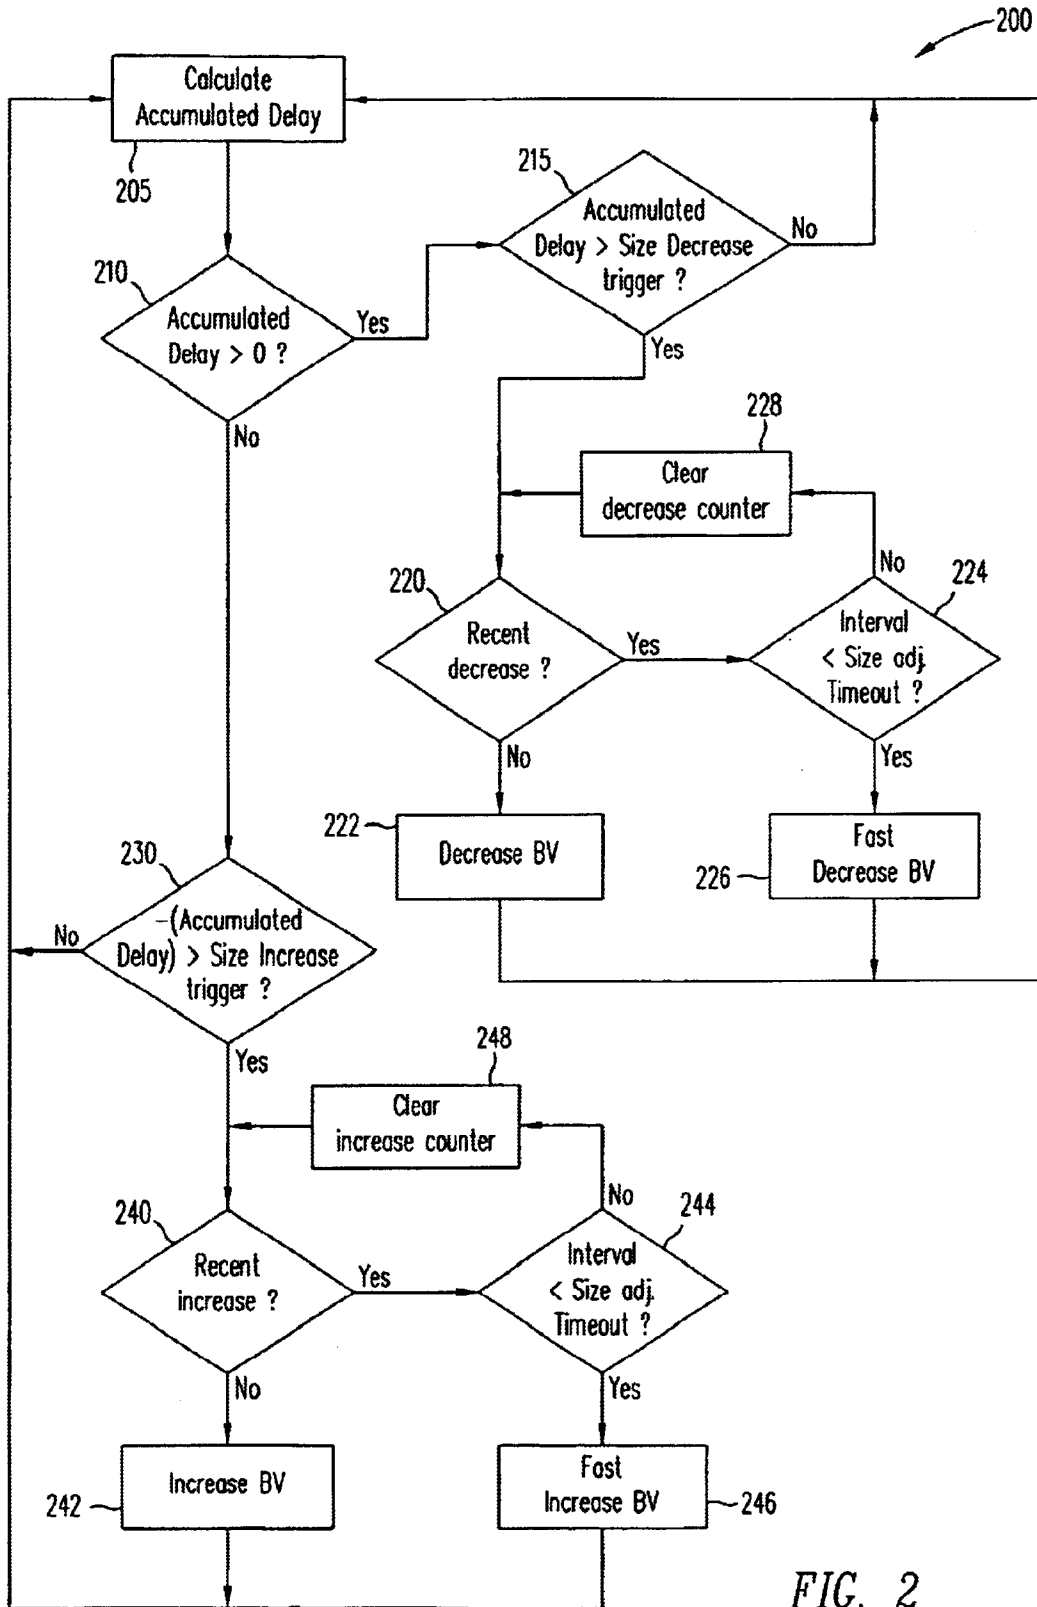 200
Calculate
Accumulated Delay
205
215
Accumulated
Delay > Size Decrease
trigger ?
No
Yes
210
Accumulated
Delay > 0 ?
Yes
No
228
Clear
decrease counter
No
224
220
Recent
decrease ?
Yes
Interval
< Size adj.
Timeout ?
No
Yes
222
Decrease BV
Fast
Decrease BV
226
230
-(Accumulated
Delay) > Size Increase
trigger ?
No
Yes
248
Clear
increase counter
No
244
240
Recent
increase ?
Yes
Interval
< Size adj.
Timeout ?
No
Yes
242
Increase BV
Fast
Increase BV
246
FIG. 2